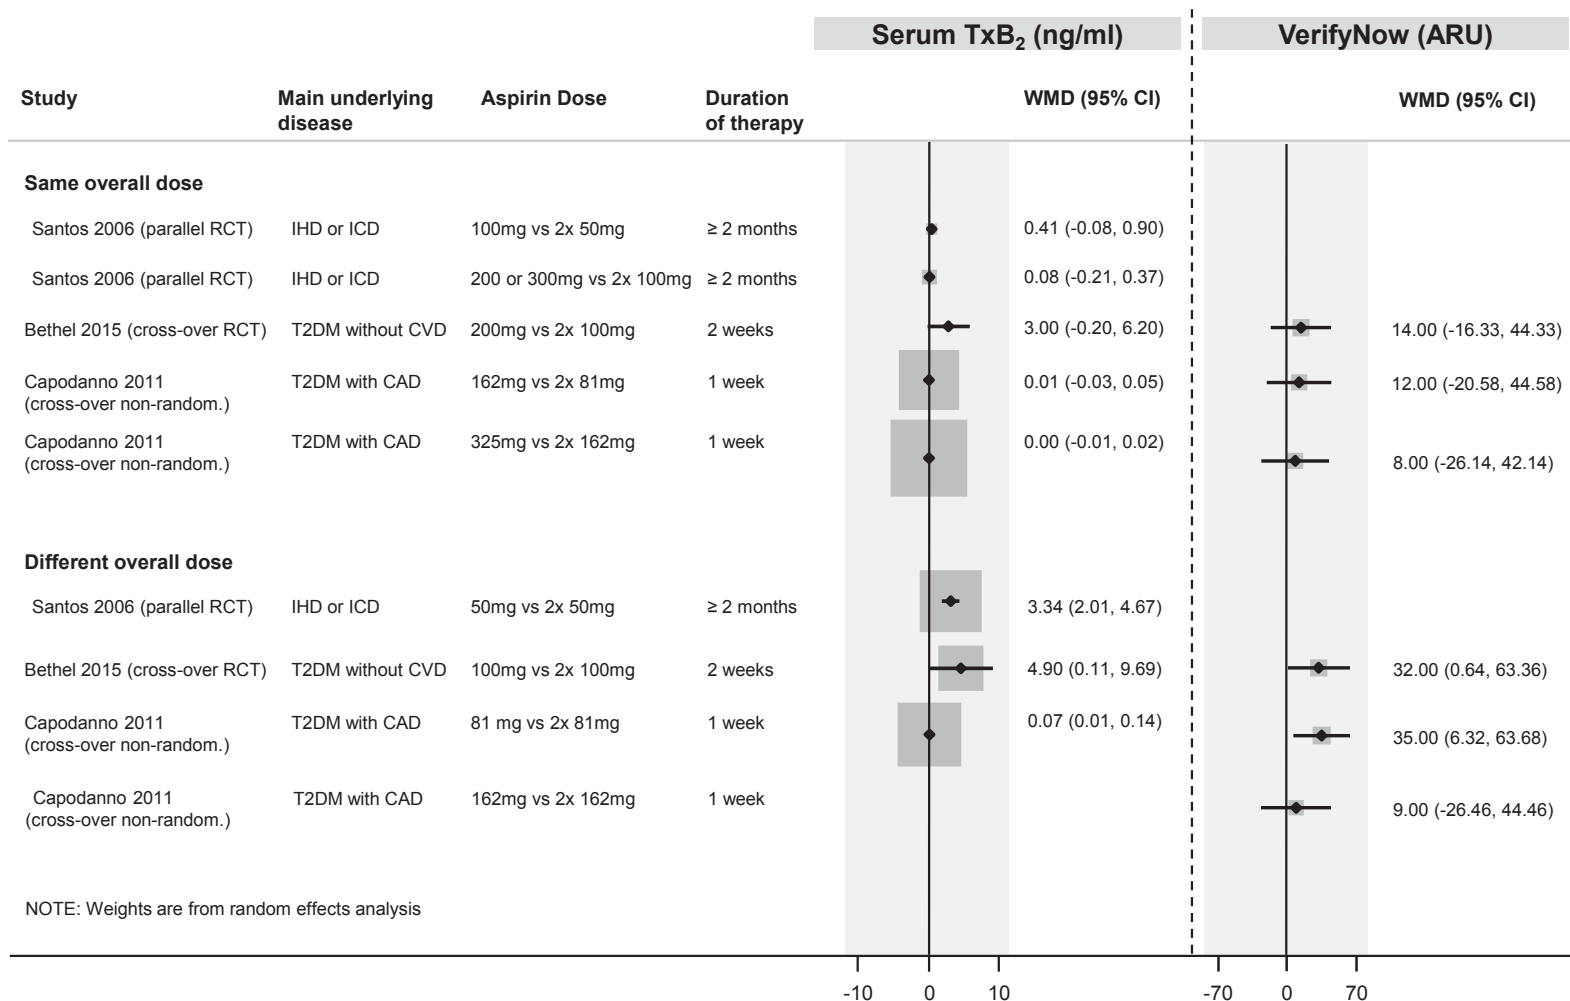 Serum TxB₂ (ng/ml) VerifyNow (ARU)
Study Main underlying disease Aspirin Dose Duration of therapy WMD (95% CI) WMD (95% CI)
Same overall dose
Santos 2006 (parallel RCT) IHD or ICD 100mg vs 2x 50mg ≥ 2 months 0.41 (-0.08, 0.90)
Santos 2006 (parallel RCT) IHD or ICD 200 or 300mg vs 2x 100mg ≥ 2 months 0.08 (-0.21, 0.37)
Bethel 2015 (cross-over RCT) T2DM without CVD 200mg vs 2x 100mg 2 weeks 3.00 (-0.20, 6.20) 14.00 (-16.33, 44.33)
Capodanno 2011 T2DM with CAD 162mg vs 2x 81mg 1 week 0.01 (-0.03, 0.05) 12.00 (-20.58, 44.58)
(cross-over non-random.)
Capodanno 2011 T2DM with CAD 325mg vs 2x 162mg 1 week 0.00 (-0.01, 0.02)
(cross-over non-random.) 8.00 (-26.14, 42.14)
Different overall dose
Santos 2006 (parallel RCT) IHD or ICD 50mg vs 2x 50mg ≥ 2 months 3.34 (2.01, 4.67)
Bethel 2015 (cross-over RCT) T2DM without CVD 100mg vs 2x 100mg 2 weeks 4.90 (0.11, 9.69) 32.00 (0.64, 63.36)
Capodanno 2011 T2DM with CAD 81 mg vs 2x 81mg 1 week 0.07 (0.01, 0.14)
(cross-over non-random.) 35.00 (6.32, 63.68)
Capodanno 2011 T2DM with CAD 162mg vs 2x 162mg 1 week
(cross-over non-random.) 9.00 (-26.46, 44.46)
NOTE: Weights are from random effects analysis
-10 0 10 -70 0 70